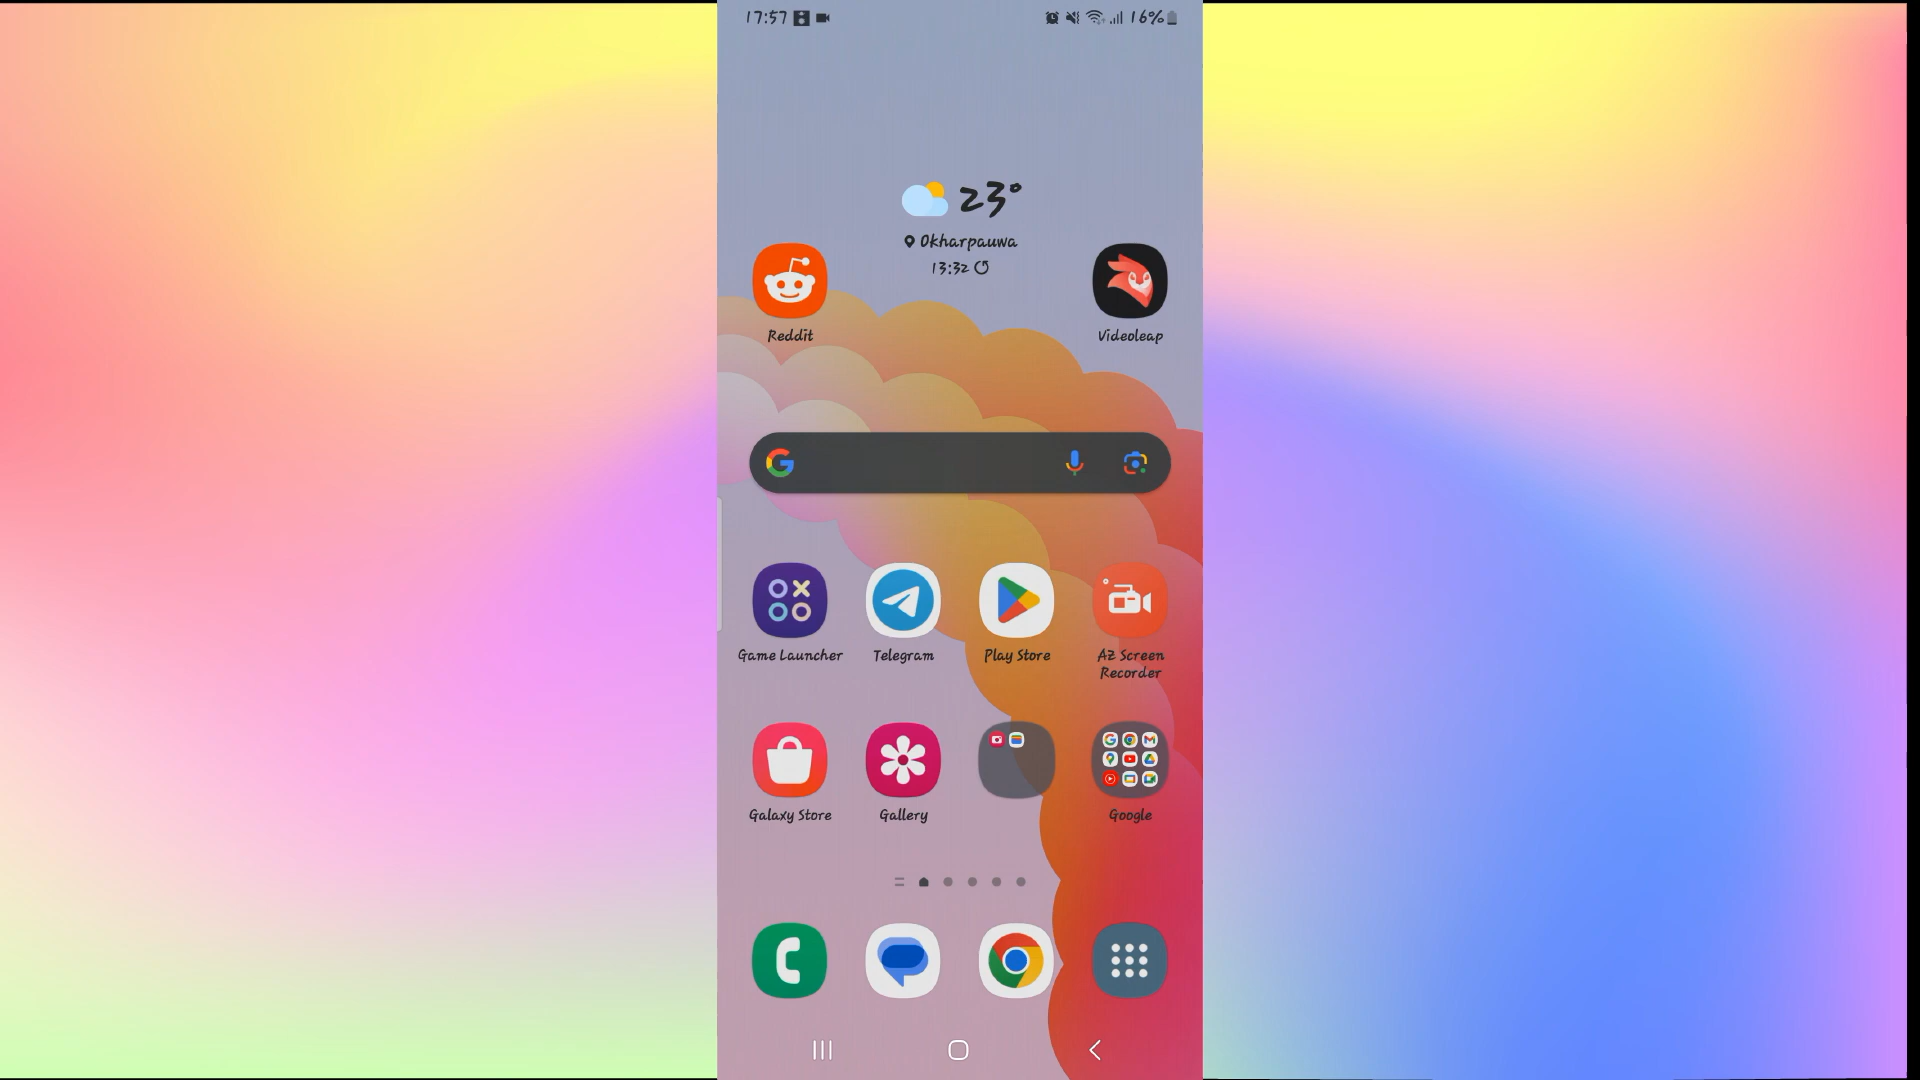 17:57
16%
23°
Okharpauwa
13:32
Reddit
Videoleap
Game Launcher
Telegram
Play Store
AZ Screen
Recorder
Galaxy Store
Gallery
Google